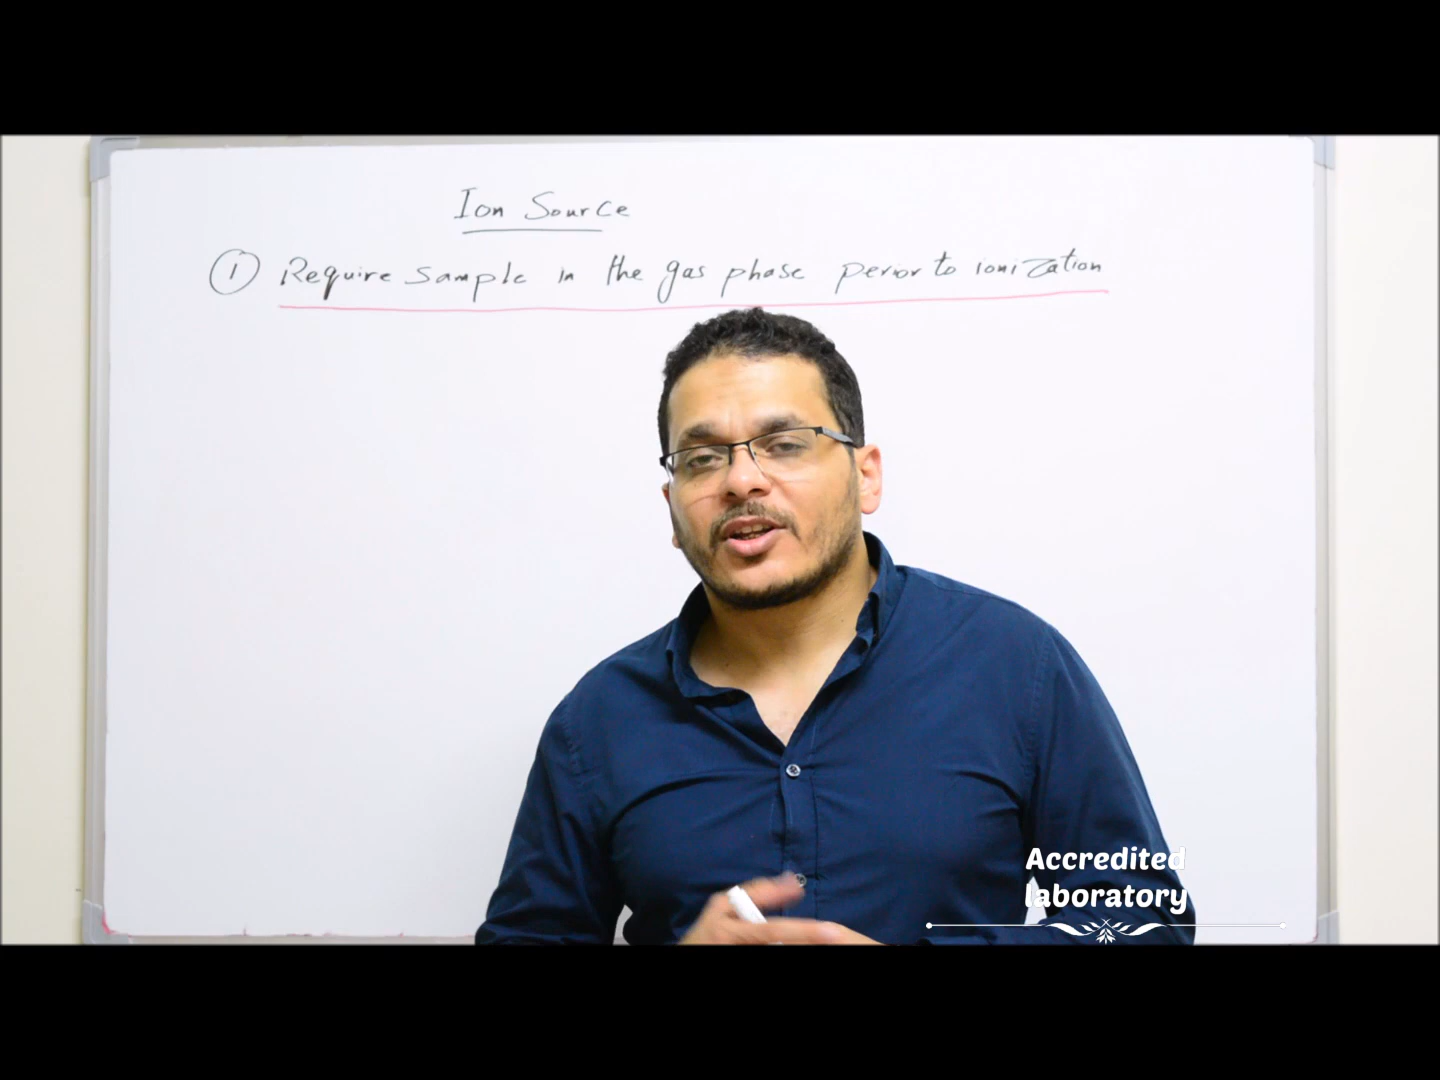 Ion Source
① Require sample in the gas phase perior to ionization
Accredited
laboratory